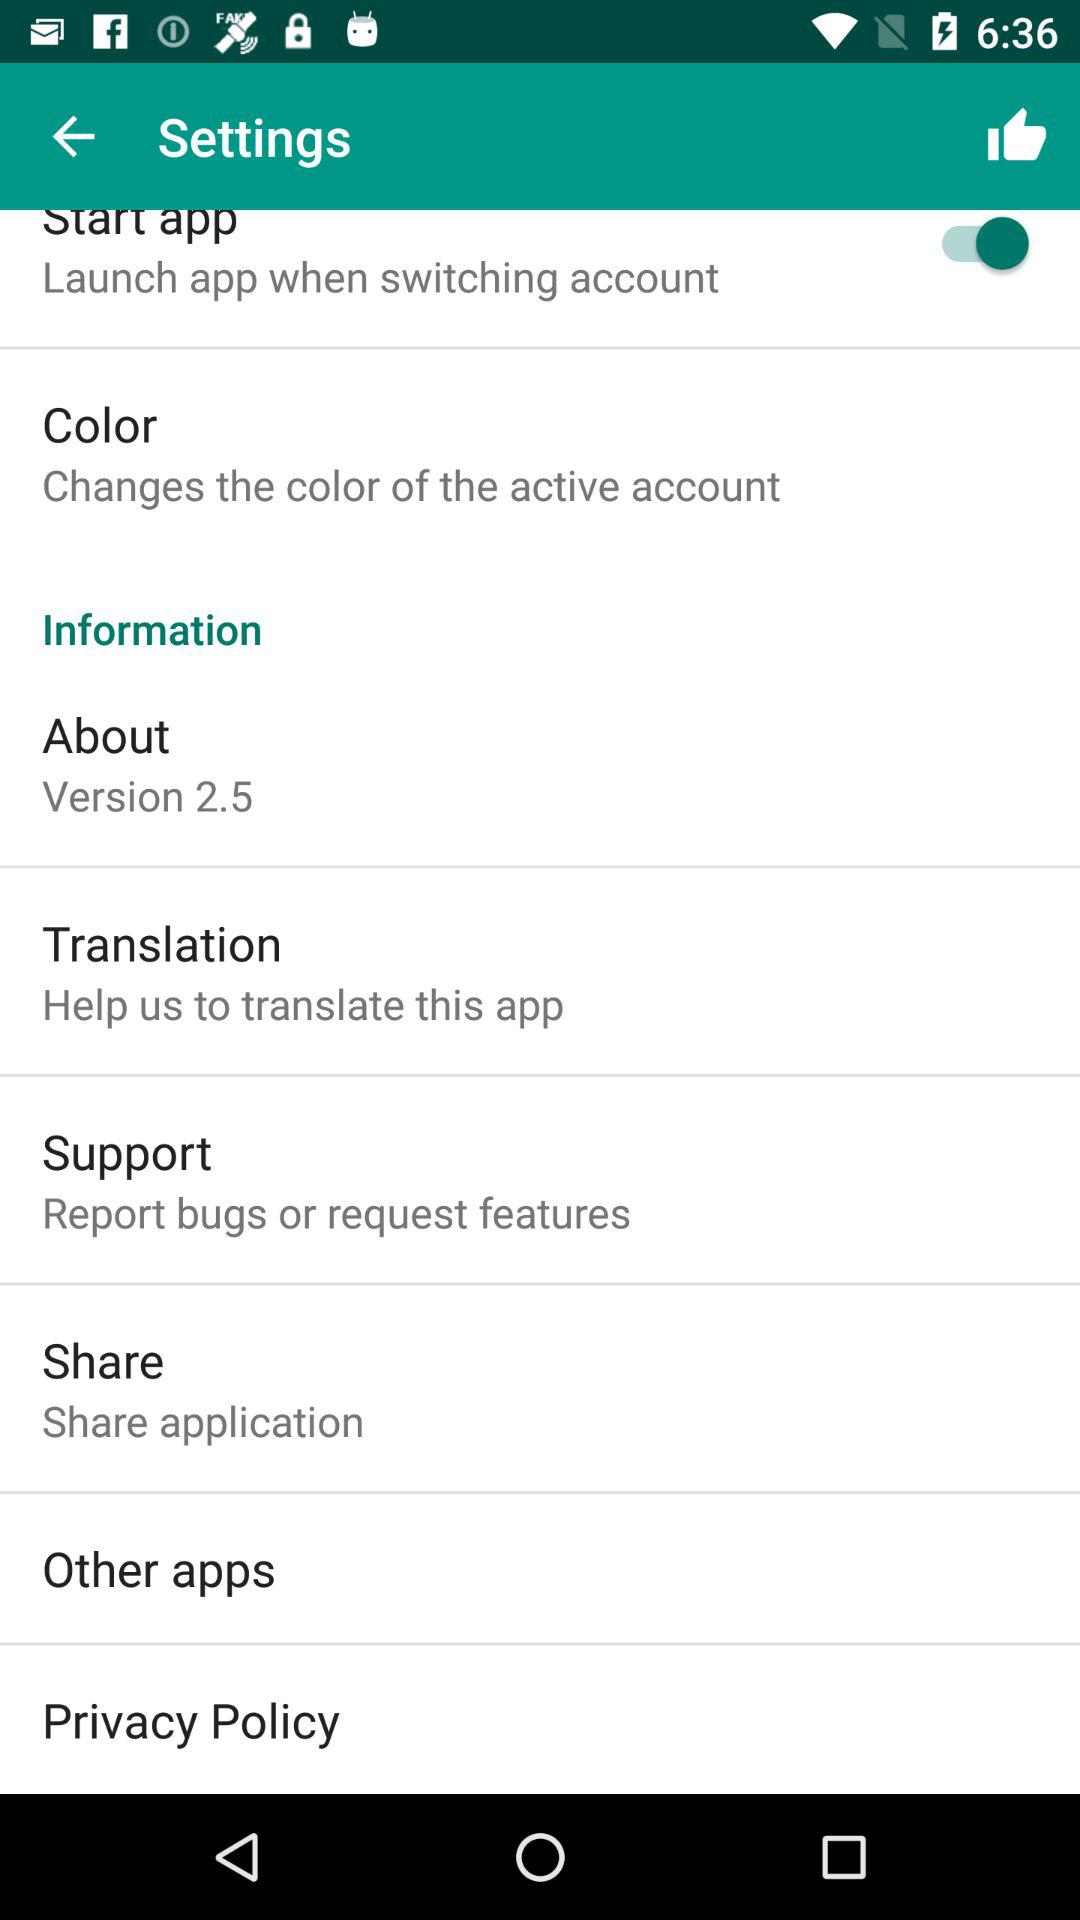 FAKE
6:36
Settings
Start app
Launch app when switching account
Color
Changes the color of the active account
Information
About
Version 2.5
Translation
Help us to translate this app
Support
Report bugs or request features
Share
Share application
Other apps
Privacy Policy